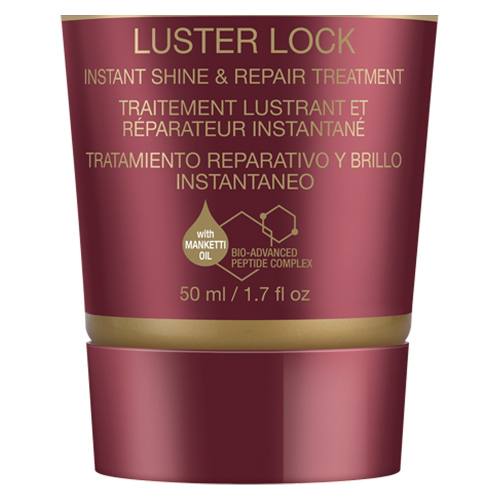 LUSTER LOCK
INSTANT SHINE & REPAIR TREATMENT
TRAITEMENT LUSTRANT ET
RÉPARATEUR INSTANTANÉ
TRATAMIENTO REPARATIVO Y BRILLO
INSTANTANEO
with
MANKETTI
OIL
BIO-ADVANCED
PEPTIDE COMPLEX
50 ml / 1.7 fl oz